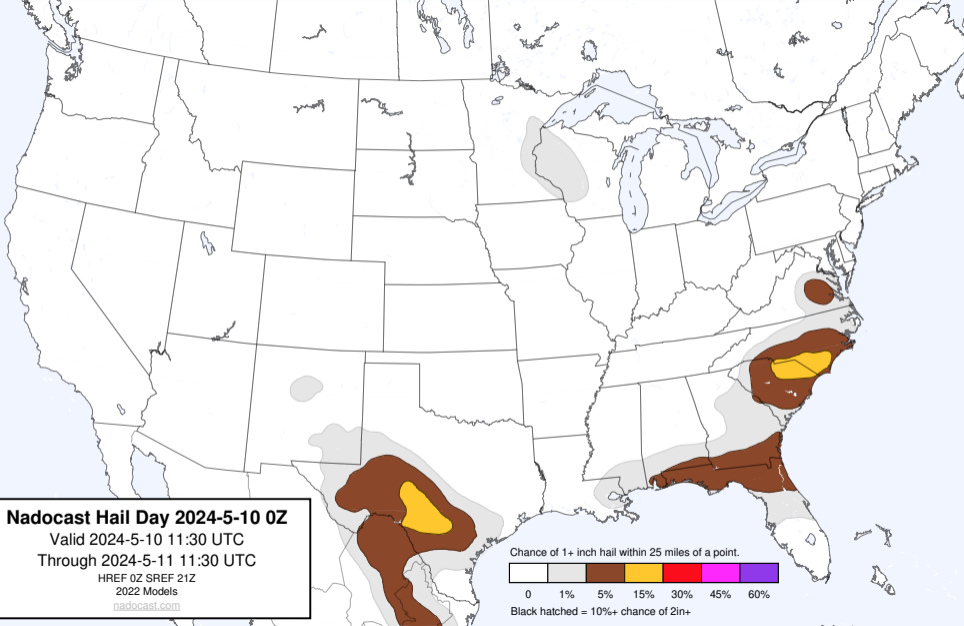 Nadocast Hail Day 2024-5-10 0Z
Valid 2024-5-10 11:30 UTC
Through 2024-5-11 11:30 UTC
HREF 0Z SREF 21Z
2022 Models
nadocast.com
Chance of 1+ inch hail within 25 miles of a point.
0 1% 5% 15% 30% 45% 60%
Black hatched = 10%+ chance of 2in+